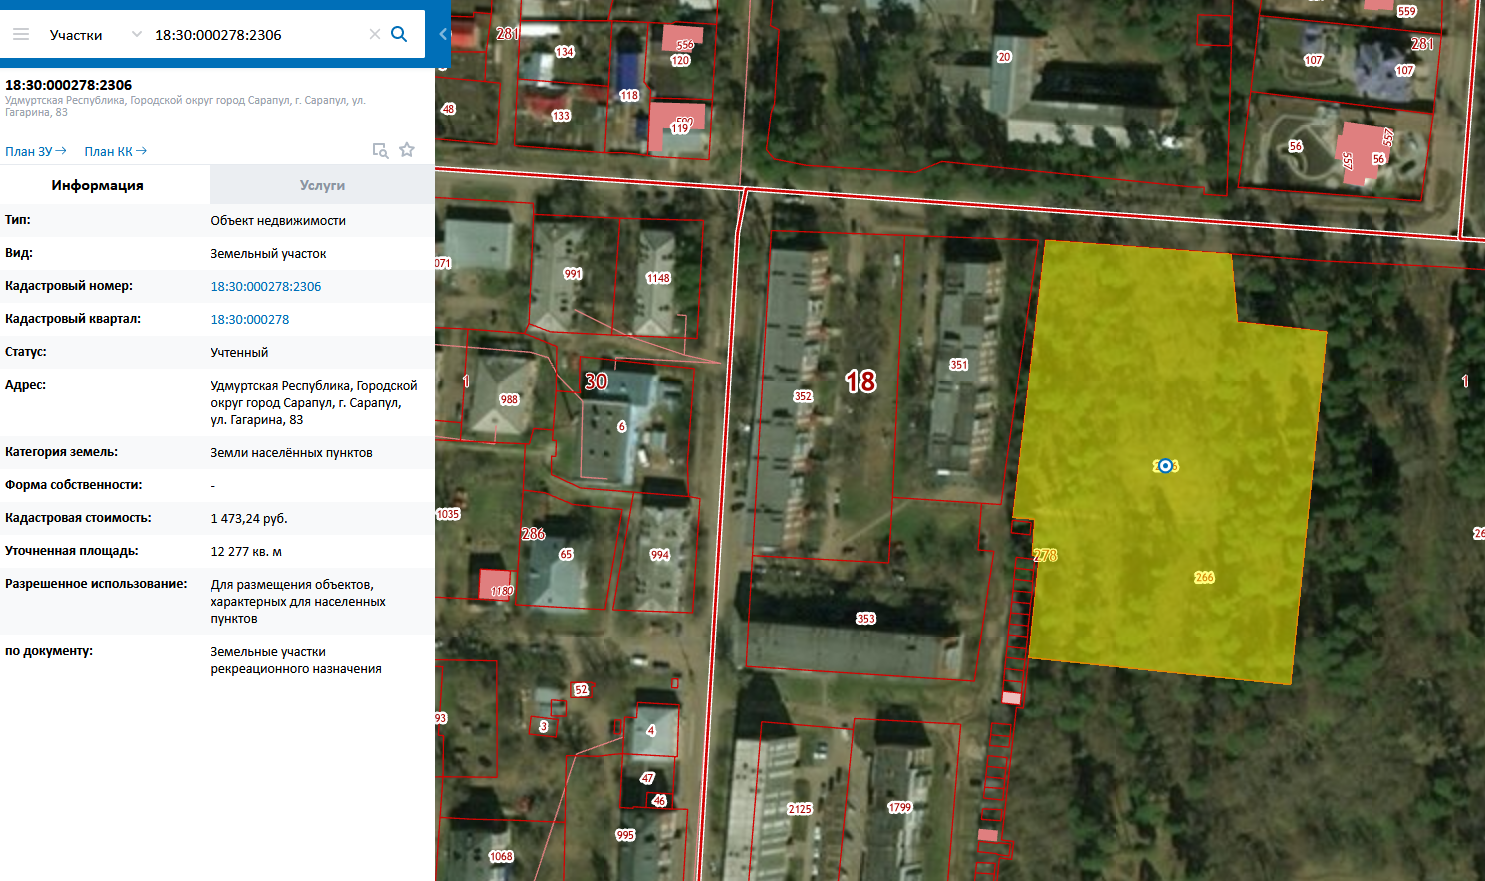 Участки
18:30:000278:2306
18:30:000278:2306
Удмуртская Республика, Городской округ город Сарапул, г. Сарапул, ул.
Гагарина, 83
План ЗУ→
План КК→
Информация
Услуги
Тип:
Объект недвижимости
Вид:
Земельный участок
Кадастровый номер:
18:30:000278:2306
Кадастровый квартал:
18:30:000278
Статус:
Учтенный
Адрес:
Удмуртская Республика, Городской
округ город Сарапул, г. Сарапул,
ул. Гагарина, 83
Категория земель:
Земли населённых пунктов
Форма собственности:
-
Кадастровая стоимость:
1 473,24 руб.
Уточненная площадь:
12 277 кв. м
Разрешенное использование:
Для размещения объектов,
характерных для населенных
пунктов
по документу:
Земельные участки
рекреационного назначения
559
281
134
556
120
20
281
107
107
118
48
133
590
119
56
557
557
56
071
991
1148
351
18
1
30
1
352
988
6
1035
286
65
994
278
266
26
1180
353
52
93
3
4
47
46
2125
1799
995
1068